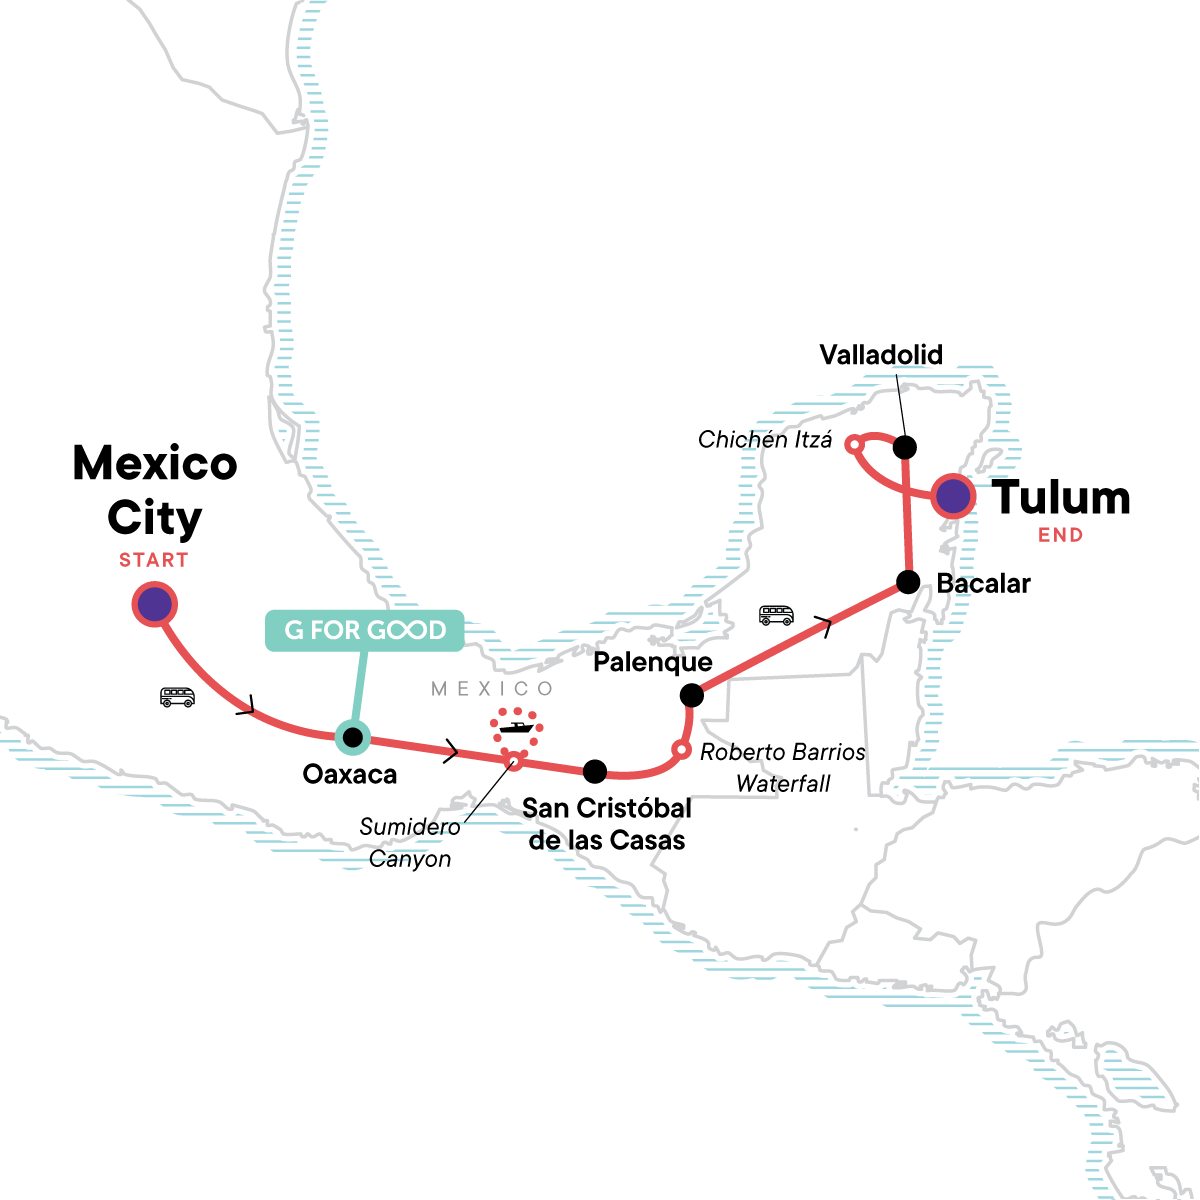 Valladolid
Chichén Itzá
Mexico
City
START
Tulum
END
Bacalar
G FOR GOOD
Palenque
MEXICO
Oaxaca
Roberto Barrios
Waterfall
San Cristóbal
de las Casas
Sumidero
Canyon